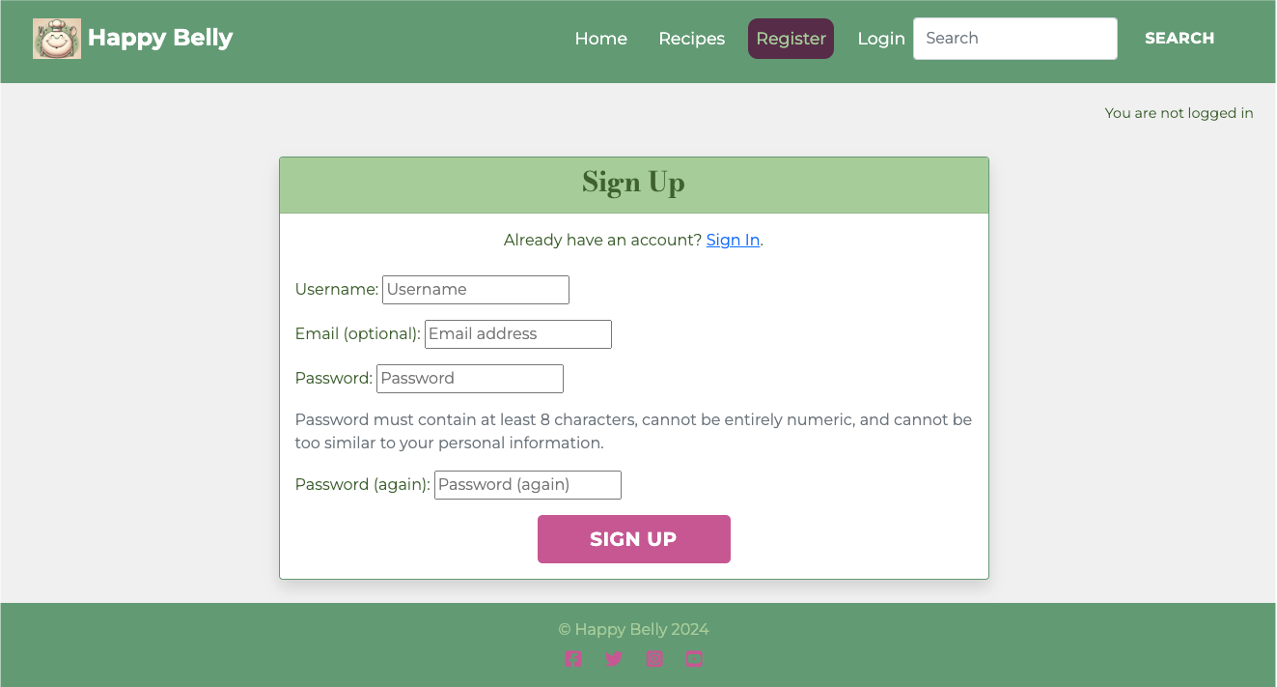 Happy Belly
Home Recipes Register Login Search SEARCH
You are not logged in
Sign Up
Already have an account? Sign In.
Username: Username
Email (optional): Email address
Password: Password
Password must contain at least 8 characters, cannot be entirely numeric, and cannot be
too similar to your personal information.
Password (again): Password (again)
SIGN UP
© Happy Belly 2024